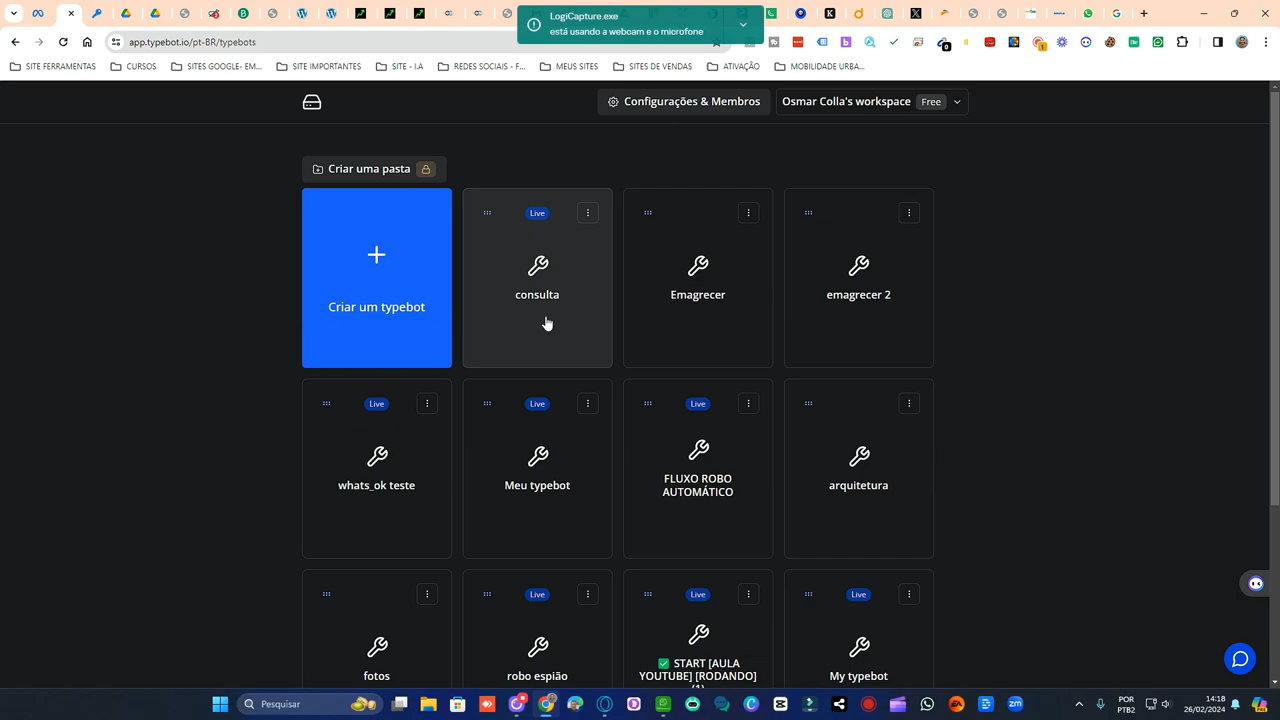 LogiCapture.exe
está usando a webcam e o microfone
app.typebot.io/pt-BR/typebots
SITE FERRAMENTAS
CURSOS
SITES GOOGLE - EM...
SITE IMPORTANTES
SITE - I.A
REDES SOCIAIS - F...
MEUS SITES
SITES DE VENDAS
ATIVAÇÃO
MOBILIDADE URBA...
Configurações & Membros
Osmar Colla's workspace Free
Criar uma pasta
Criar um typebot
Live
consulta
Emagrecer
emagrecer 2
Live
whats_ok teste
Live
Meu typebot
Live
FLUXO ROBO
AUTOMÁTICO
arquitetura
fotos
Live
robo espião
Live
✅ START [AULA
YOUTUBE] [RODANDO]
(1)
Live
My typebot
Pesquisar
POR
PTB2
14:18
26/02/2024